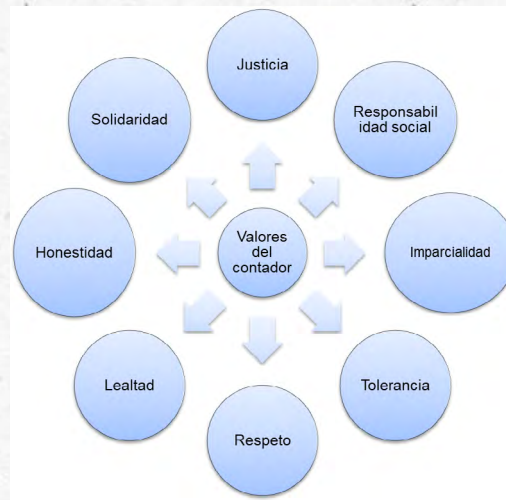 Justicia
Responsabil
idad social
Solidaridad
Valores
del
contador
Honestidad
Imparcialidad
Lealtad
Tolerancia
Respeto